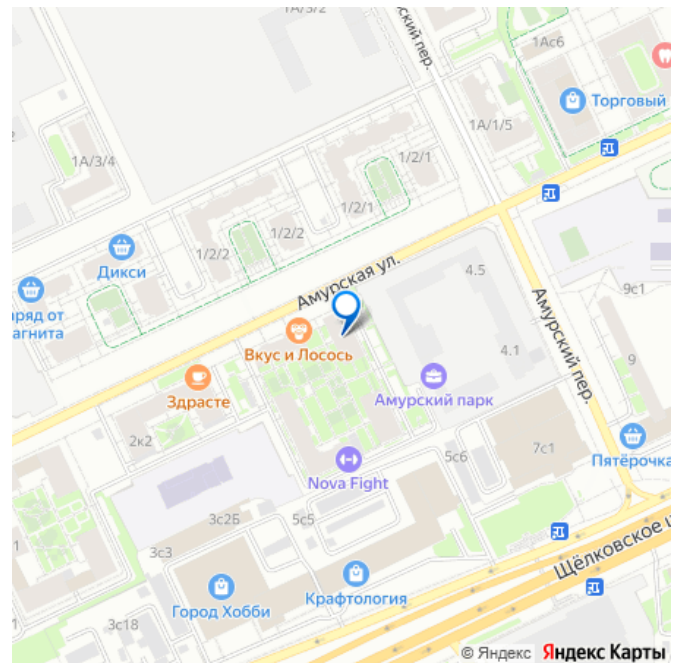 1А/3/2
ский пер.
1Ас6
Торговый
1А/1/5
1А/3/4
1/2/1
1/2/1
1/2/2
1/2/2
Дикси
Амурская ул.
4.5
9с1
аряд от
агнита
Вкус и Лосось
4.1
Амурский пер.
9
Здрасте
Амурский парк
2к2
5с6
7с1
Пятёрочка
Nova Fight
3с2Б
5с5
1
3с3
Щёлковское
Город Хобби
Крафтология
3с18
© Яндекс Яндекс Карты